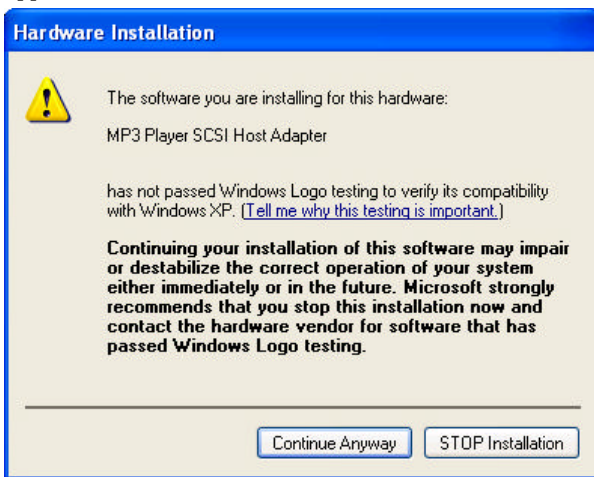 Hardware Installation
The software you are installing for this hardware:
MP3 Player SCSI Host Adapter
has not passed Windows Logo testing to verify its compatibility
with Windows XP. (Tell me why this testing is important.)
Continuing your installation of this software may impair
or destabilize the correct operation of your system
either immediately or in the future. Microsoft strongly
recommends that you stop this installation now and
contact the hardware vendor for software that has
passed Windows Logo testing.
Continue Anyway STOP Installation